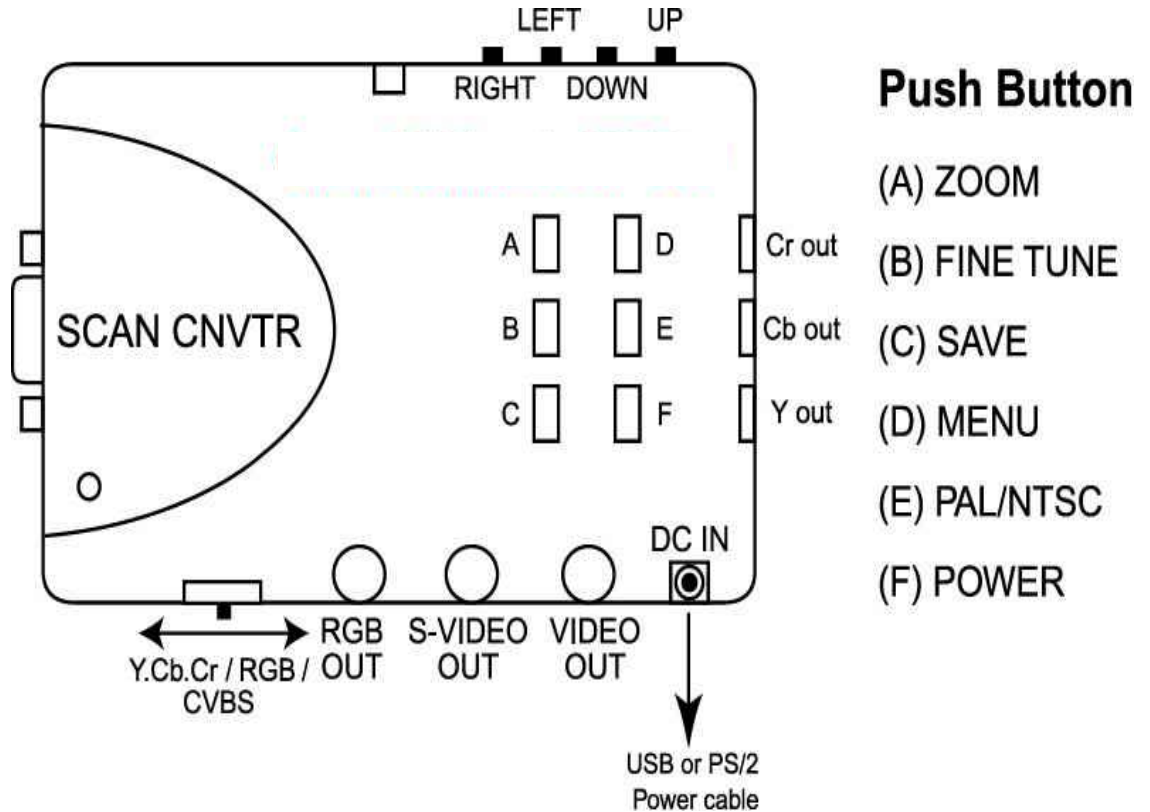 LEFT UP
RIGHT DOWN
Push Button
(A) ZOOM
(B) FINE TUNE
(C) SAVE
(D) MENU
(E) PAL/NTSC
(F) POWER
A D Cr out
SCAN CNVTR
B E Cb out
C F Y out
DC IN
Y.Cb.Cr / RGB /
CVBS
RGB
OUT
S-VIDEO
OUT
VIDEO
OUT
USB or PS/2
Power cable